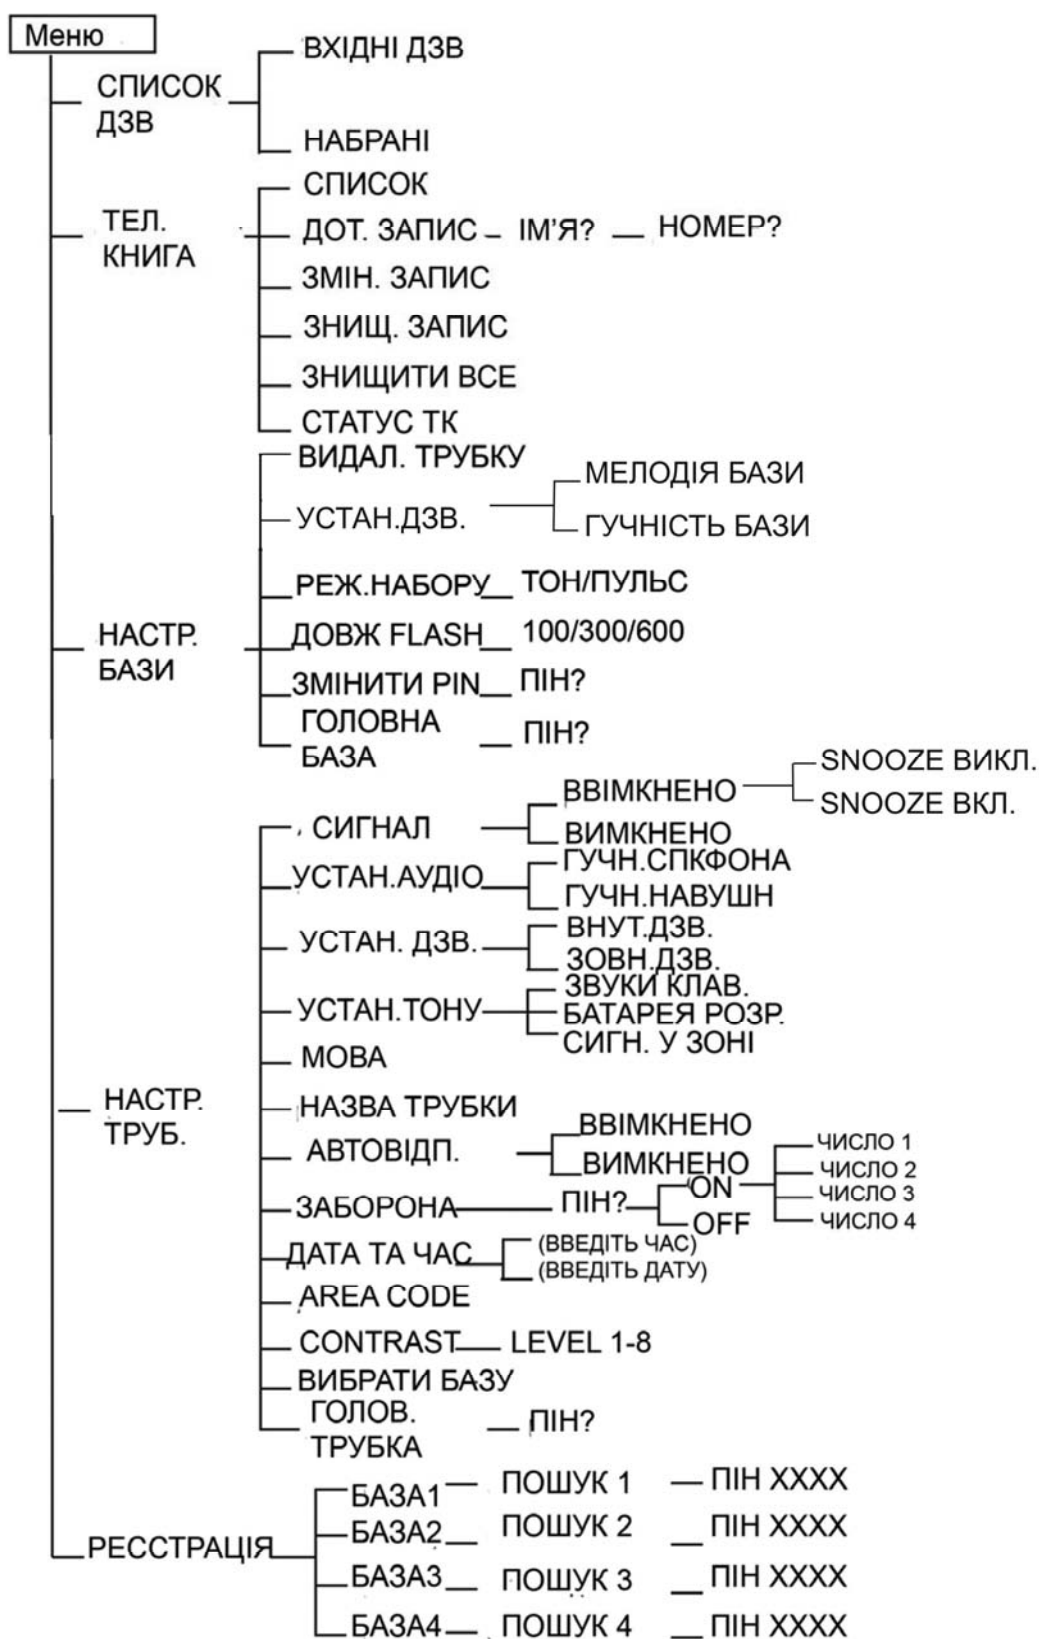 Меню
ВХІДНІ ДЗВ
СПИСОК
ДЗВ
НАБРАНІ
СПИСОК
ТЕЛ.
КНИГА
ДОТ. ЗАПИС ІМ’Я? НОМЕР?
ЗМІН. ЗАПИС
ЗНИЩ. ЗАПИС
ЗНИЩИТИ ВСЕ
СТАТУС ТК
ВИДАЛ. ТРУБКУ
МЕЛОДІЯ БАЗИ
УСТАН.ДЗВ.
ГУЧНІСТЬ БАЗИ
РЕЖ.НАБОРУ ТОН/ПУЛЬС
НАСТР.
БАЗИ
ДОВЖ FLASH 100/300/600
ЗМІНИТИ PIN ПІН?
ГОЛОВНА
БАЗА
ПІН?
SNOOZE ВИКЛ.
ВВІМКНЕНО
SNOOZE ВКЛ.
СИГНАЛ
ВИМКНЕНО
ГУЧН.СПКФОНА
УСТАН.АУДІО
ГУЧН.НАВУШН
ВНУТ.ДЗВ.
УСТАН. ДЗВ.
ЗОВН.ДЗВ.
ЗВУКИ КЛАВ.
УСТАН.ТОНУ БАТАРЕЯ РОЗР.
СИГН. У ЗОНІ
МОВА
НАСТР.
ТРУБ.
НАЗВА ТРУБКИ
ВВІМКНЕНО
АВТОВІДП.
ВИМКНЕНО
ЧИСЛО 1
ЧИСЛО 2
ON
ЧИСЛО 3
ЗАБОРОНА ПІН?
OFF
ЧИСЛО 4
(ВВЕДІТЬ ЧАС)
ДАТА ТА ЧАС
(ВВЕДІТЬ ДАТУ)
AREA CODE
CONTRAST LEVEL 1-8
ВИБРАТИ БАЗУ
ГОЛОВ.
ТРУБКА
ПІН?
БАЗА1 ПОШУК 1 ПІН XXXX
БАЗА2 ПОШУК 2 ПІН XXXX
РЕССТРАЦІЯ
БАЗА3 ПОШУК 3 ПІН XXXX
БАЗА4 ПОШУК 4 ПІН XXXX